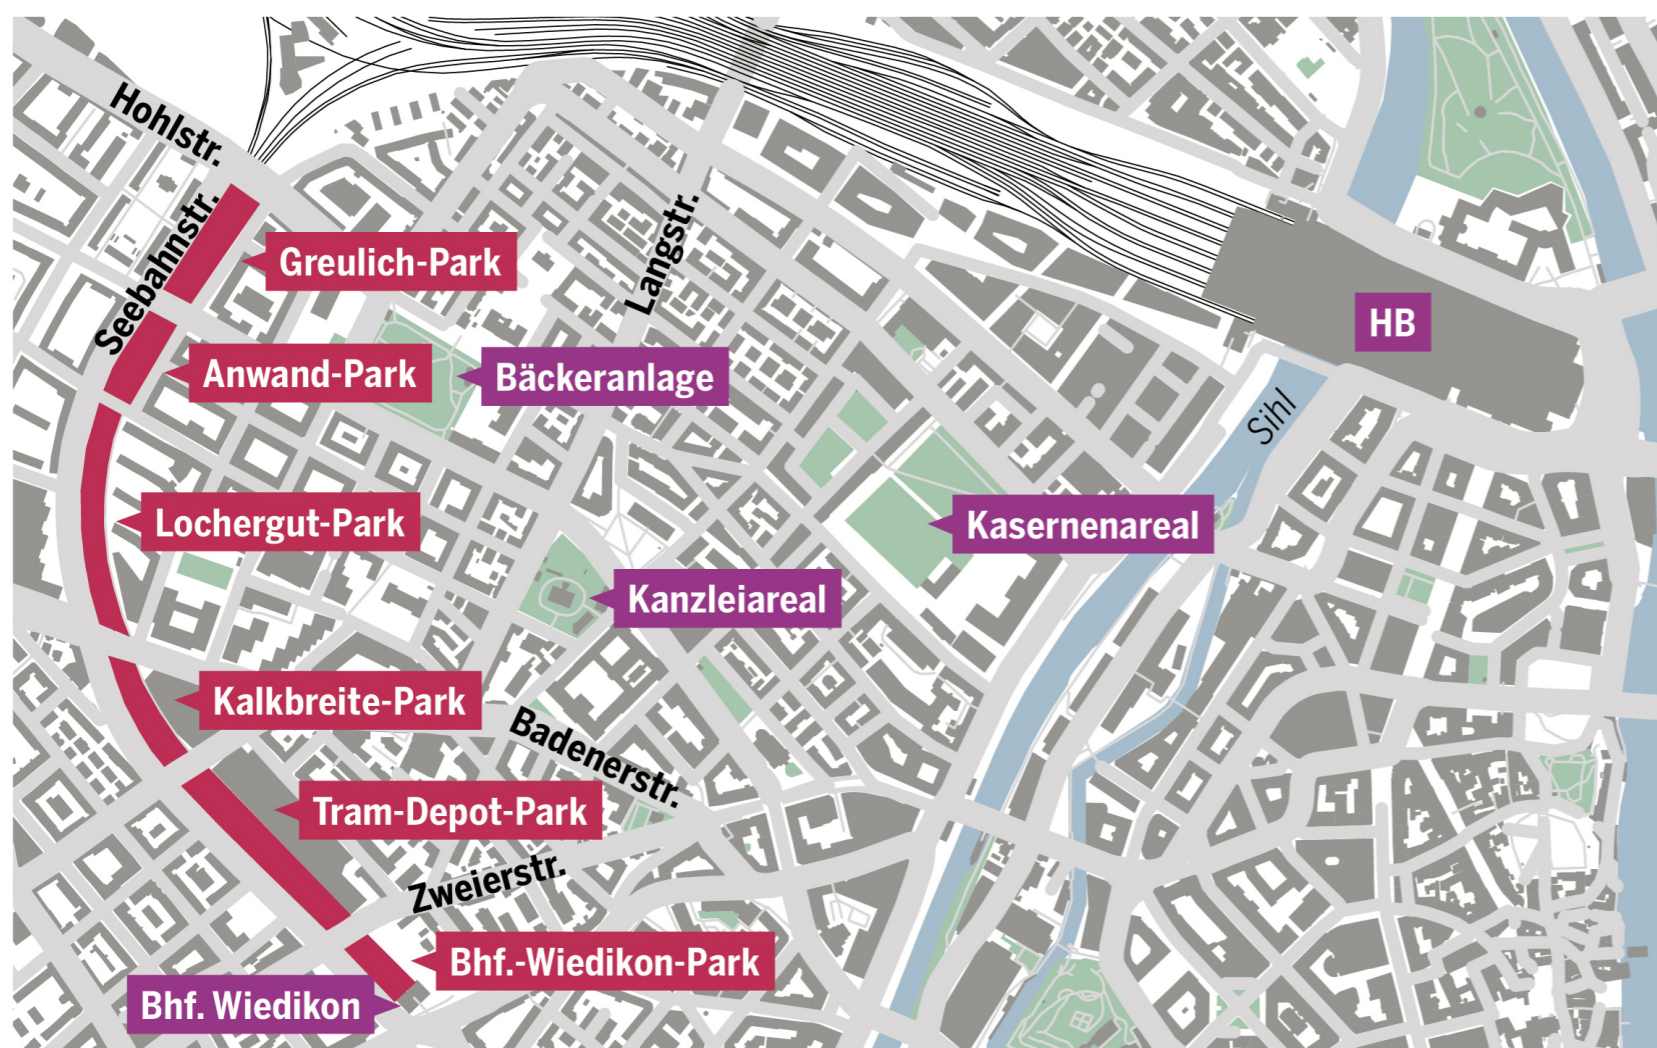 Hohlstr.
Seebahnstr.
Greulich-Park
Langstr.
HB
Anwand-Park
Bäckeranlage
Sihl
Lochergut-Park
Kasernenareal
Kanzleiareal
Kalkbreite-Park
Badenerstr.
Tram-Depot-Park
Zweierstr.
Bhf.-Wiedikon-Park
Bhf. Wiedikon